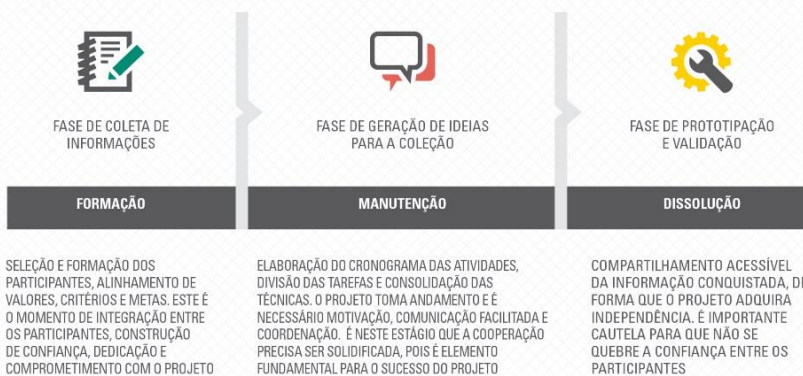 FASE DE COLETA DE
INFORMAÇÕES
FASE DE GERAÇÃO DE IDEIAS
PARA A COLEÇÃO
FASE DE PROTOTIPAÇÃO
E VALIDAÇÃO
FORMAÇÃO
MANUTENÇÃO
DISSOLUÇÃO
SELEÇÃO E FORMAÇÃO DOS
PARTICIPANTES, ALINHAMENTO DE
VALORES, CRITÉRIOS E METAS. ESTE É
O MOMENTO DE INTEGRAÇÃO ENTRE
OS PARTICIPANTES, CONSTRUÇÃO
DE CONFIANÇA, DEDICAÇÃO E
COMPROMETIMENTO COM O PROJETO
ELABORAÇÃO DO CRONOGRAMA DAS ATIVIDADES,
DIVISÃO DAS TAREFAS E CONSOLIDAÇÃO DAS
TÉCNICAS. O PROJETO TOMA ANDAMENTO E É
NECESSÁRIO MOTIVAÇÃO, COMUNICAÇÃO FACILITADA E
COORDENAÇÃO. É NESTE ESTÁGIO QUE A COOPERAÇÃO
PRECISA SER SOLIDIFICADA, POIS É ELEMENTO
FUNDAMENTAL PARA O SUCESSO DO PROJETO
COMPARTILHAMENTO ACESSÍVEL
DA INFORMAÇÃO CONQUISTADA,
FORMA QUE O PROJETO ADQUIRA
INDEPENDÊNCIA. É IMPORTANTE
CAUTELA PARA QUE NÃO SE
QUEBRE A CONFIANÇA ENTRE OS
PARTICIPANTES